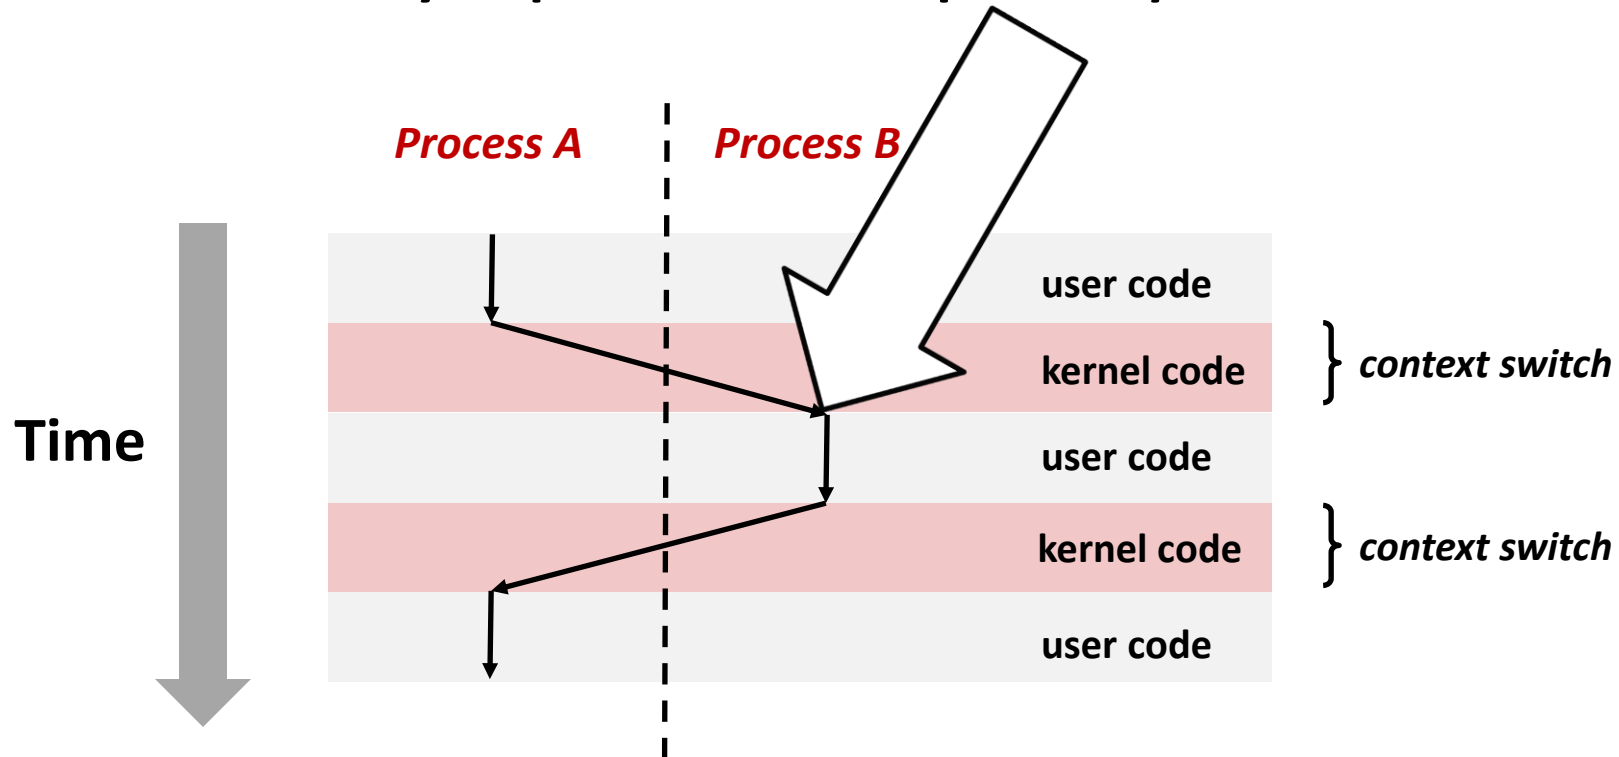 Process A
Process B
user code
kernel code
context switch
Time
user code
kernel code
context switch
user code